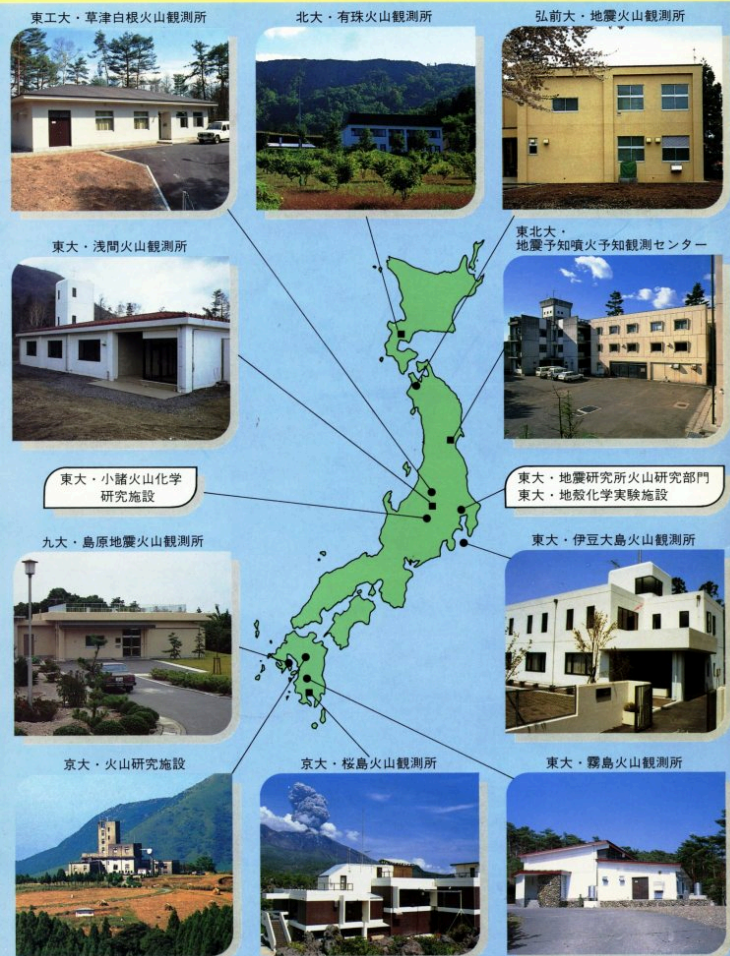 東工大・草津白根火山観測所
北大・有珠火山観測所
弘前大・地震火山観測所
東大・浅間火山観測所
東北大・
地震予知噴火予知観測センター
東大・小諸火山化学
研究施設
東大・地震研究所火山研究部門
東大・地殻化学実験施設
九大・島原地震火山観測所
東大・伊豆大島火山観測所
京大・火山研究施設
京大・桜島火山観測所
東大・霧島火山観測所